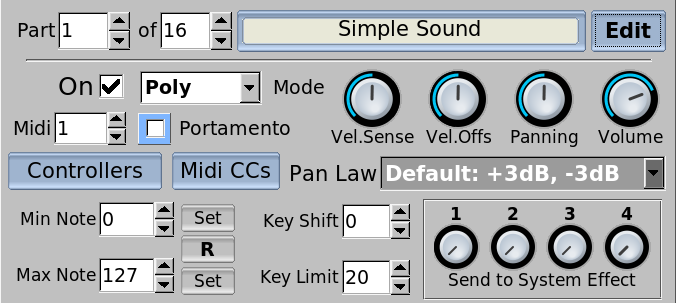 Part 1 of 16 Simple Sound Edit
On Poly Mode
Midi 1 Portamento Vel.Sense Vel.Offs Panning Volume
Controllers Midi CCs Pan Law Default: +3dB, -3dB
Min Note 0 Set Key Shift 0 1 2 3 4
R
Max Note 127 Set Key Limit 20 Send to System Effect